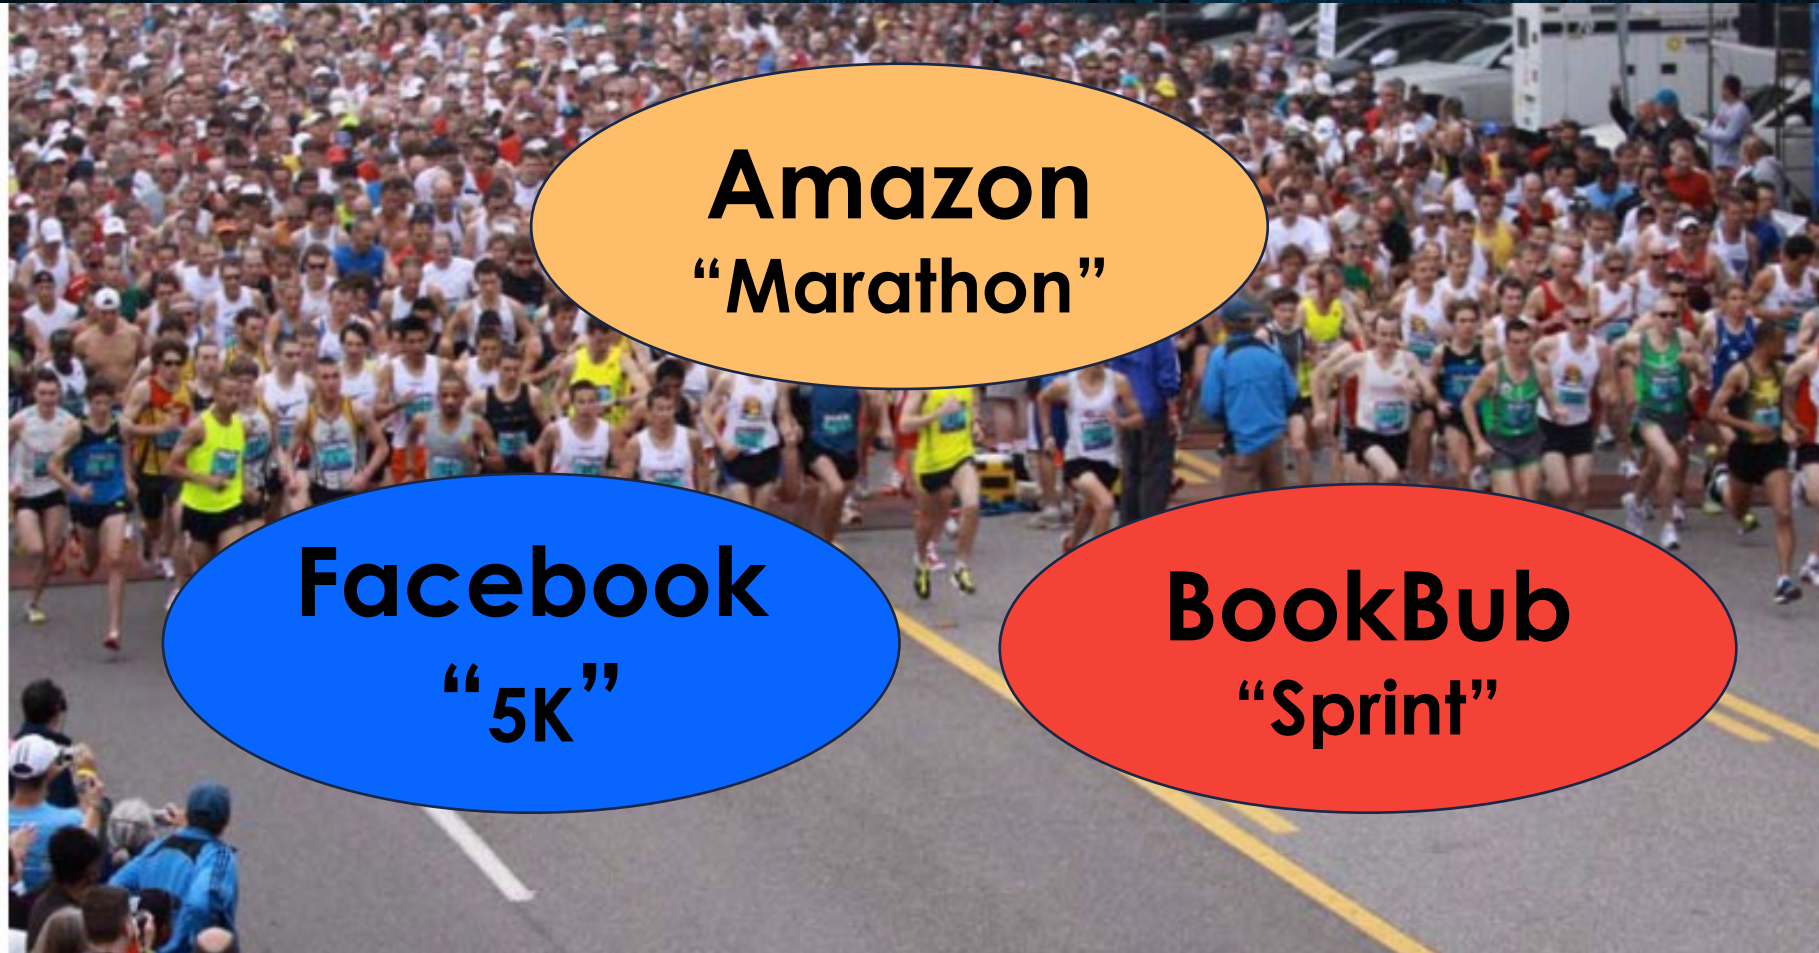 Amazon
“Marathon”
Facebook
“5K”
BookBub
“Sprint”